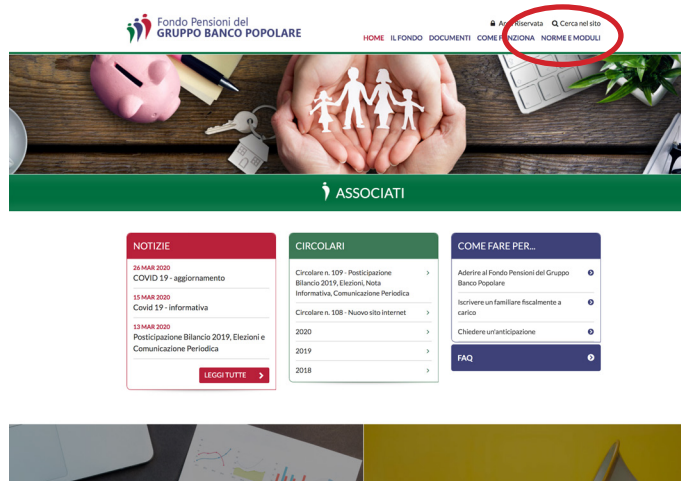 Fondo Pensioni del
GRUPPO BANCO POPOLARE
Area Riservata Cerca nel sito
HOME IL FONDO DOCUMENTI COME FUNZIONA NORME E MODULI
ASSOCIATI
NOTIZIE
26 MAR 2020
COVID 19 - aggiornamento
15 MAR 2020
Covid 19 - informativa
13 MAR 2020
Posticipazione Bilancio 2019, Elezioni e
Comunicazione Periodica
LEGGI TUTTE
CIRCOLARI
Circolare n. 109 - Posticipazione
Bilancio 2019, Elezioni, Nota
Informativa, Comunicazione Periodica
Circolare n. 108 - Nuovo sito internet
2020
2019
2018
COME FARE PER...
Aderire al Fondo Pensioni del Gruppo
Banco Popolare
Iscrivere un familiare fiscalmente a
carico
Chiedere un'anticipazione
FAQ